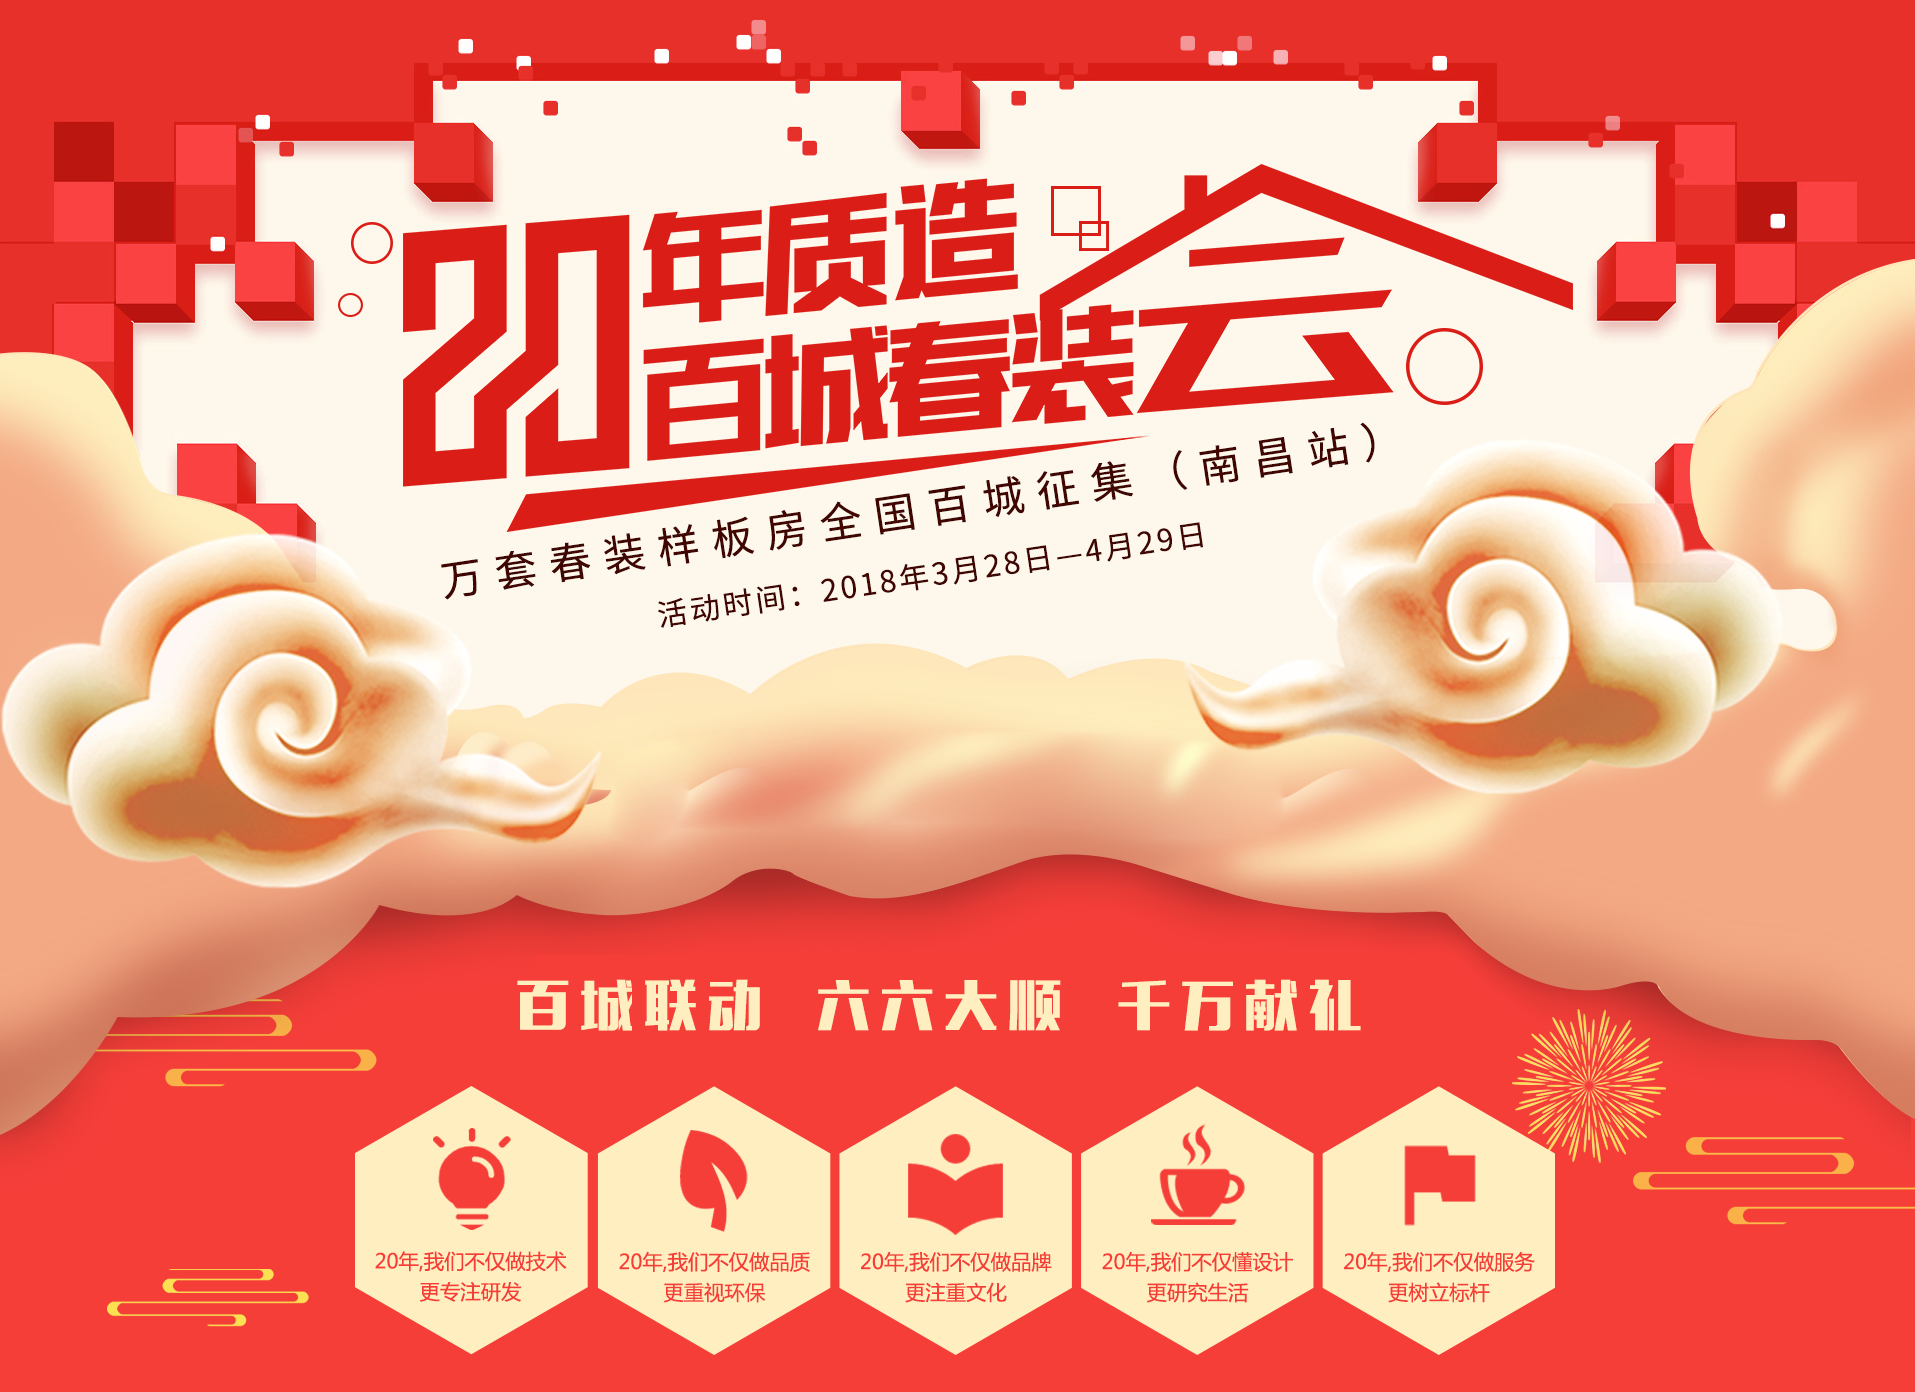 20年质造
百城春装会
万套春装样板房全国百城征集（南昌站）
活动时间：2018年3月28日—4月29日
百城联动 六六大顺 千万献礼
20年,我们不仅做技术
更专注研发
20年,我们不仅做品质
更重视环保
20年,我们不仅做品牌
更注重文化
20年,我们不仅懂设计
更研究生活
20年,我们不仅做服务
更树立标杆